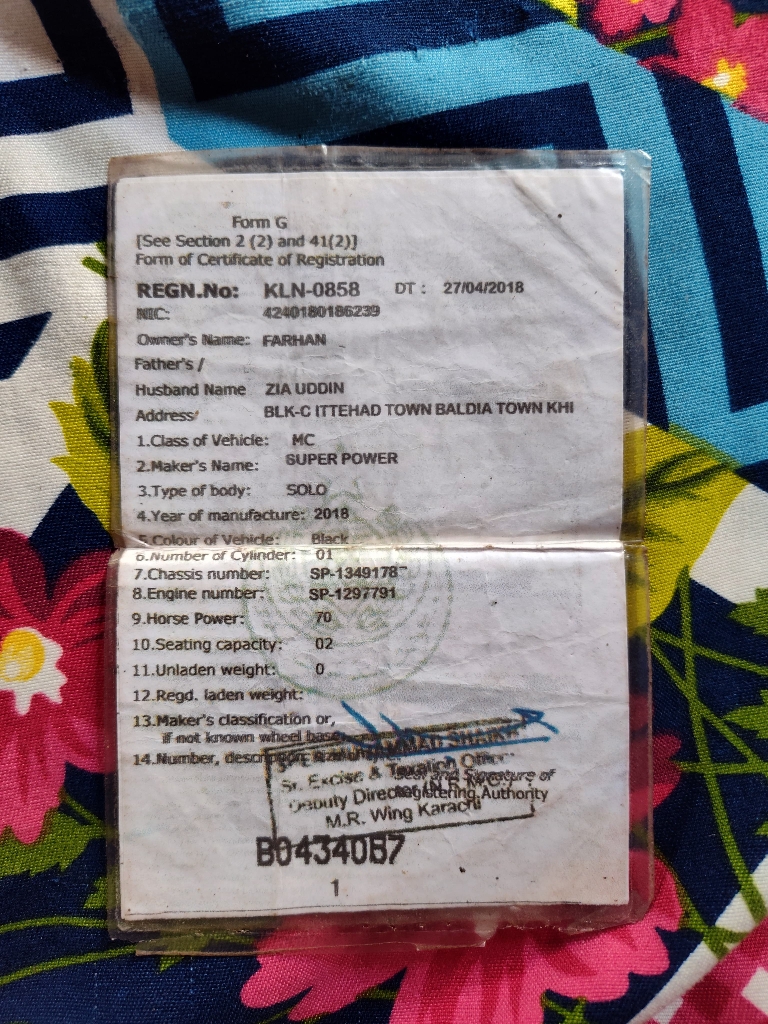 Form G
[See Section 2 (2) and 41(2)]
Form of Certificate of Registration
REGN.No: KLN-0858 DT : 27/04/2018
NIC: 4240180186239
Owner's Name: FARHAN
Father's /
Husband Name ZIA UDDIN
Address BLK-C ITTEHAD TOWN BALDIA TOWN KHI
1.Class of Vehicle: MC
2.Maker's Name: SUPER POWER
3.Type of body: SOLO
4.Year of manufacture: 2018
5.Colour of Vehicle: Black
6.Number of Cylinder: 01
7.Chassis number: SP-1349178
8.Engine number: SP-1297791
9.Horse Power: 70
10.Seating capacity: 02
11.Unladen weight: 0
12.Regd. laden weight:
13.Maker's classification or,
if not known wheel base
14.Number,
Sr. Excise & Taxation Officer
Seal and Signature of
Registering Authority
Deputy Director
M.R. Wing Karachi
B04340B7
1